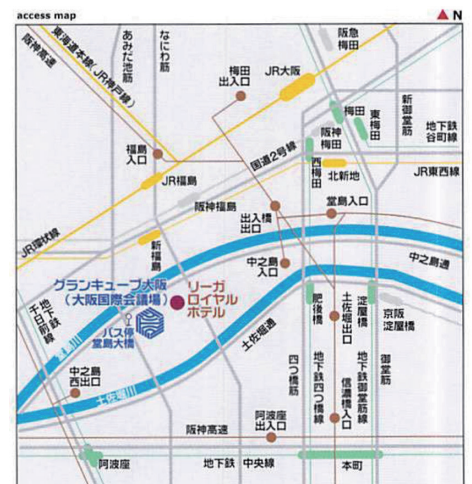 access map
N
東海道本線(JR神戸線)
阪神高速
あみだ池筋
なにわ筋
阪急
梅田
梅田
出入口
JR大阪
梅田
東梅田
新御堂筋
地下鉄
谷町線
福島
入口
国道2号線
阪神
梅田
西梅田
北新地
JR東西線
JR福島
阪神福島
堂島入口
出入橋
出口
JR環状線
新福島
中之島
入口
中之島通
グランキューブ大阪
(大阪国際会議場)
リーガ
ロイヤル
ホテル
地下鉄
千日前線
バス停
堂島大橋
堂島川
土佐堀通
肥後橋
土佐堀出口
淀屋橋
京阪
淀屋橋
中之島
西出口
土佐堀川
四つ橋筋
地下鉄四つ橋線
信濃橋入口
地下鉄御堂筋線
御堂筋
阪神高速
阿波座
出入口
阿波座
地下鉄 中央線
本町